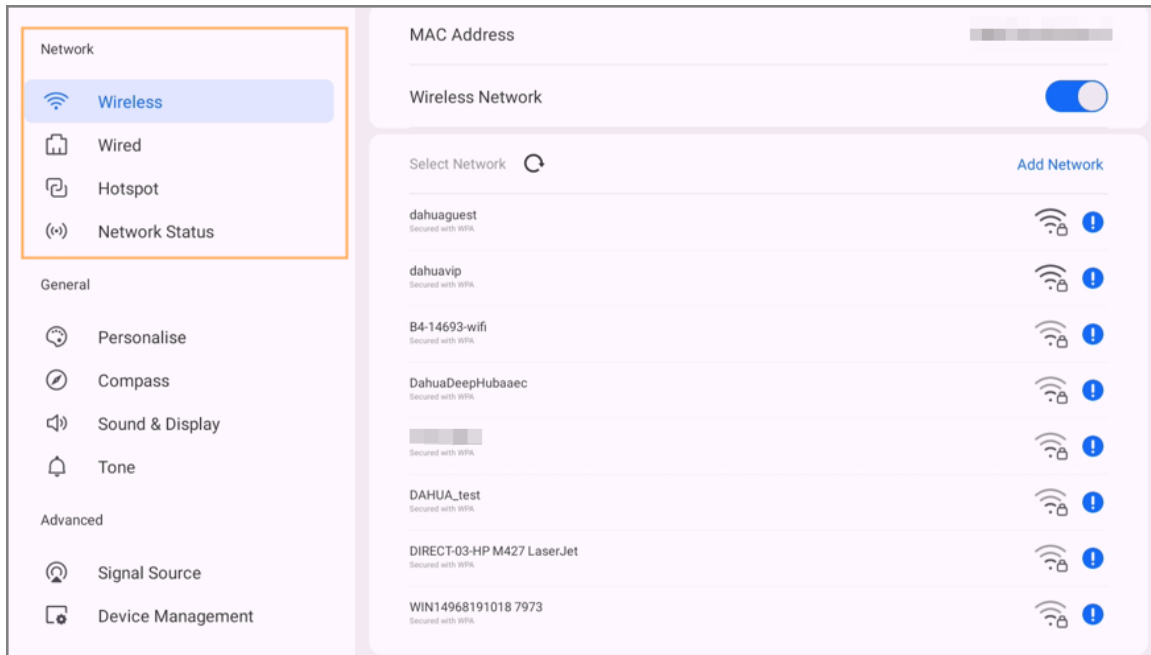 Network
Wireless
Wired
Hotspot
Network Status
General
Personalise
Compass
Sound & Display
Tone
Advanced
Signal Source
Device Management
MAC Address
Wireless Network
Select Network
Add Network
dahuaguest
Secured with WPA
dahuavip
Secured with WPA
B4-14693-wifi
Secured with WPA
DahuaDeepHubaaec
Secured with WPA
Secured with WPA
DAHUA_test
Secured with WPA
DIRECT-03-HP M427 LaserJet
Secured with WPA
WIN14968191018 7973
Secured with WPA